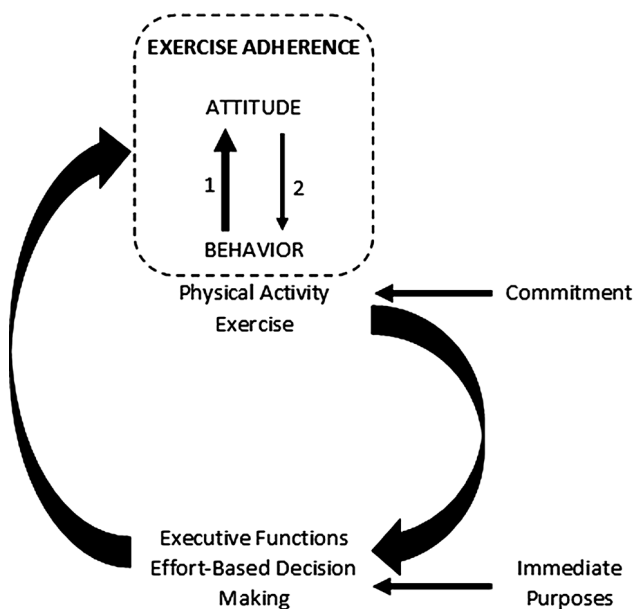 EXERCISE ADHERENCE
ATTITUDE
1
2
BEHAVIOR
Physical Activity
Exercise
Commitment
Executive Functions
Effort-Based Decision
Making
Immediate
Purposes